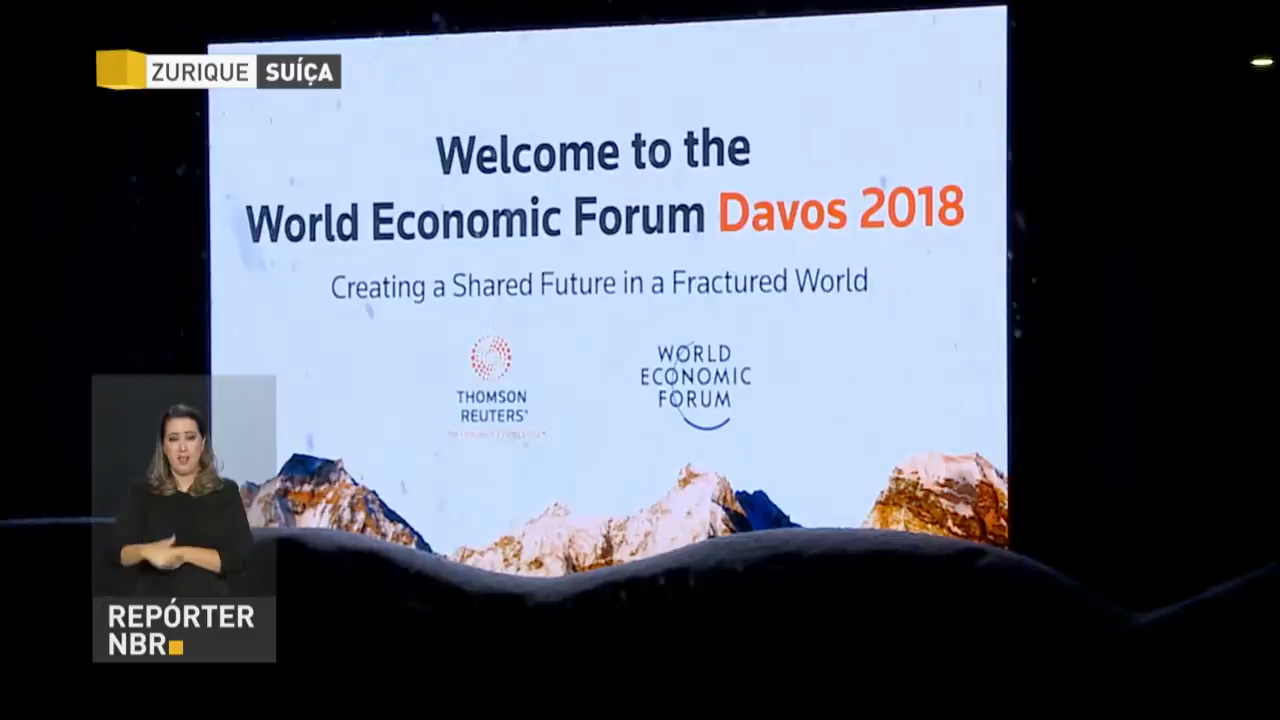 ZURIQUE SUÍÇA
Welcome to the
World Economic Forum Davos 2018
Creating a Shared Future in a Fractured World
THOMSON
REUTERS®
WORLD
ECONOMIC
FORUM
REPÓRTER
NBR